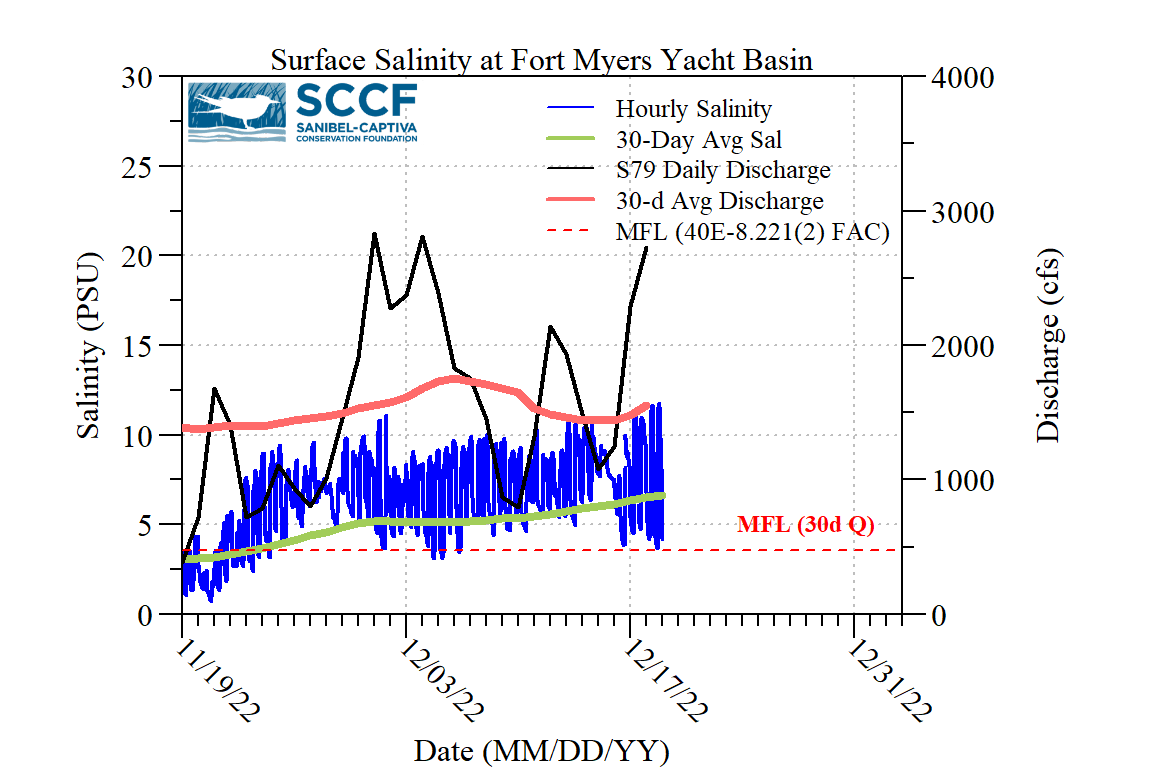 Surface Salinity at Fort Myers Yacht Basin
SCCF
SANIBEL-CAPTIVA
CONSERVATION FOUNDATION
Hourly Salinity
30-Day Avg Sal
S79 Daily Discharge
30-d Avg Discharge
MFL (40E-8.221(2) FAC)
MFL (30d Q)
Salinity (PSU)
30
25
20
15
10
5
0
4000
3000
2000
1000
0
Discharge (cfs)
11/19/22
12/03/22
12/17/22
12/31/22
Date (MM/DD/YY)